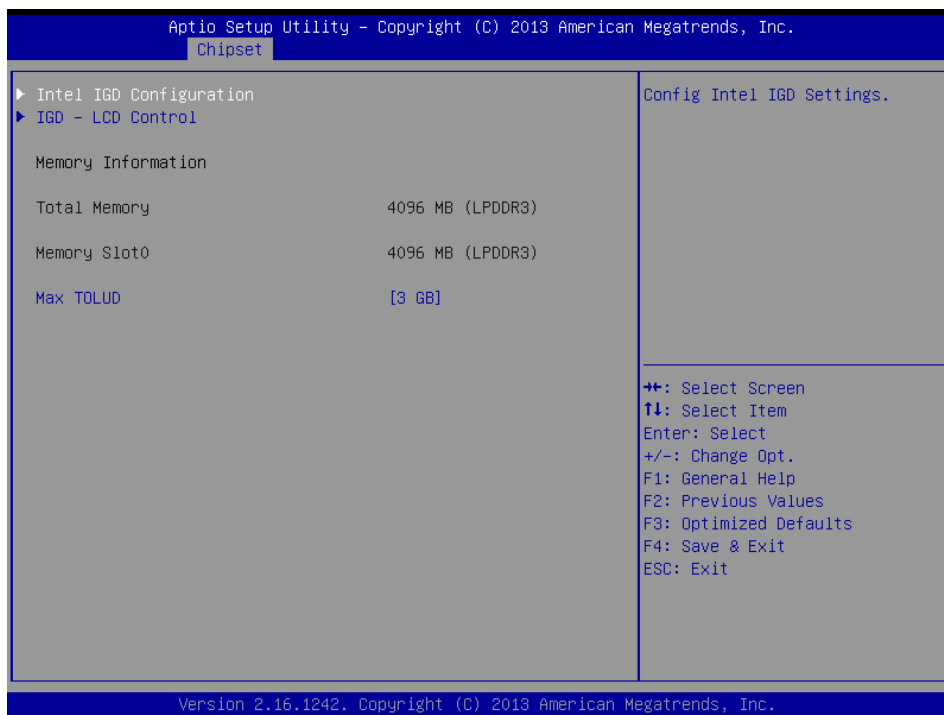 Aptio Setup Utility – Copyright (C) 2013 American Megatrends, Inc.
Chipset
▶ Intel IGD Configuration
▶ IGD – LCD Control
Memory Information
Total Memory 4096 MB (LPDDR3)
Memory Slot0 4096 MB (LPDDR3)
Max TOLUD [3 GB]
Config Intel IGD Settings.
→←: Select Screen
↑↓: Select Item
Enter: Select
+/-: Change Opt.
F1: General Help
F2: Previous Values
F3: Optimized Defaults
F4: Save & Exit
ESC: Exit
Version 2.16.1242. Copyright (C) 2013 American Megatrends, Inc.